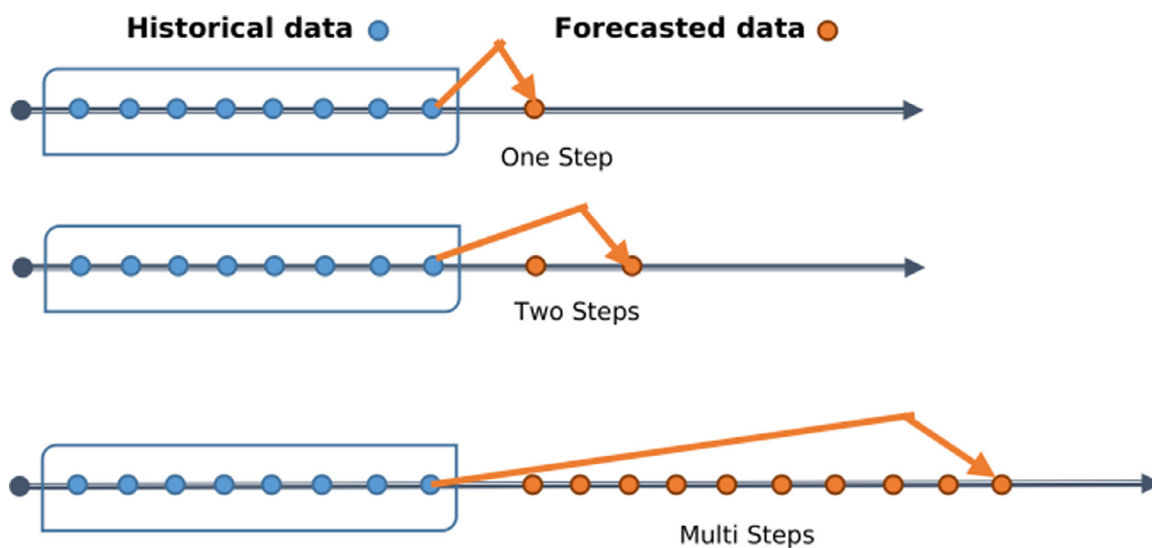 Historical data
Forecasted data
One Step
Two Steps
Multi Steps